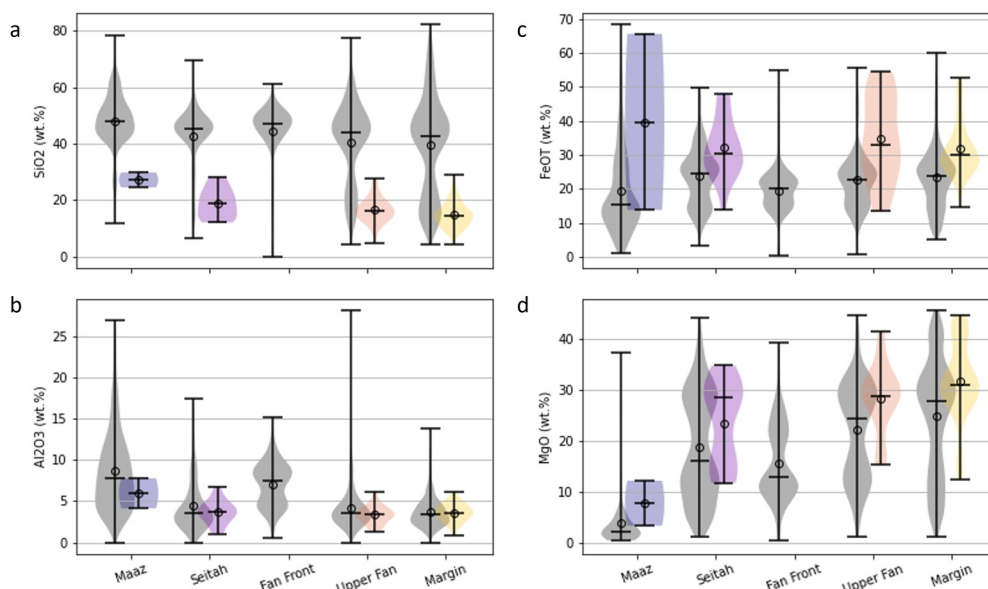 a
80
60
40
20
0
SiO2 (wt.%)
c
70
60
50
40
30
20
10
0
FeOT (wt.%)
b
25
20
15
10
5
0
Al2O3 (wt.%)
Maaz
Seitah
Fan Front
Upper Fan
Margin
d
40
30
20
10
0
MgO (wt.%)
Maaz
Seitah
Fan Front
Upper Fan
Margin